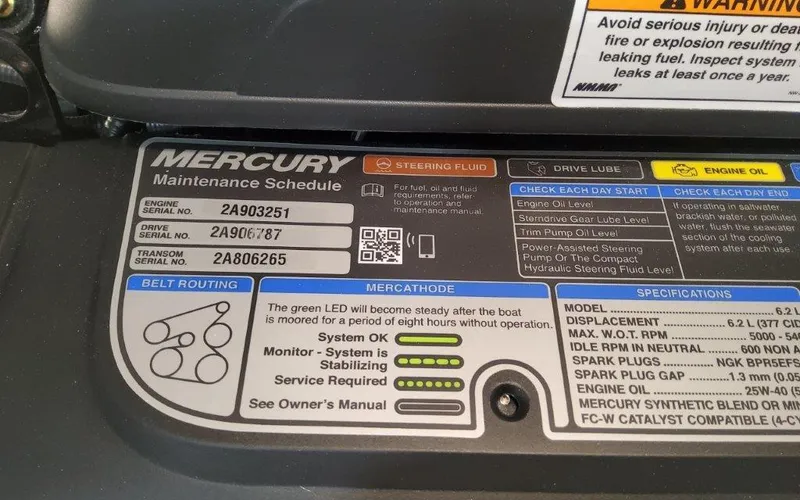 WARNING
Avoid serious injury or
fire or explosion resulting
leaking fuel. Inspect system
leaks at least once a year.
NMMA
MERCURY
Maintenance Schedule
STEERING FLUID
DRIVE LUBE
ENGINE OIL
For fuel, oil and fluid
requirements, refer
to operation and
maintenance manual.
ENGINE
SERIAL NO. 2A903251
DRIVE
SERIAL NO. 2A906787
TRANSOM
SERIAL NO. 2A806265
CHECK EACH DAY START
Engine Oil Level
Sterndrive Gear Lube Level
Trim Pump Oil Level
Power-Assisted Steering
Pump Or The Compact
Hydraulic Steering Fluid Level
CHECK EACH DAY END
If operating in saltwater,
brackish water, or polluted
water, flush the seawater
section of the cooling
system after each use.
BELT ROUTING
MERCATHODE
The green LED will become steady after the boat
is moored for a period of eight hours without operation.
System OK
Monitor - System is
Stabilizing
Service Required
See Owner's Manual
SPECIFICATIONS
MODEL 6.2 L
DISPLACEMENT 6.2 L (377 CID
MAX. W.O.T. RPM 5000 - 54
IDLE RPM IN NEUTRAL 600 NON
SPARK PLUGS NGK BPR5EFS
SPARK PLUG GAP 1.3 mm (0.05
ENGINE OIL 25W-40
MERCURY SYNTHETIC BLEND OR
FC-W CATALYST COMPATIBLE